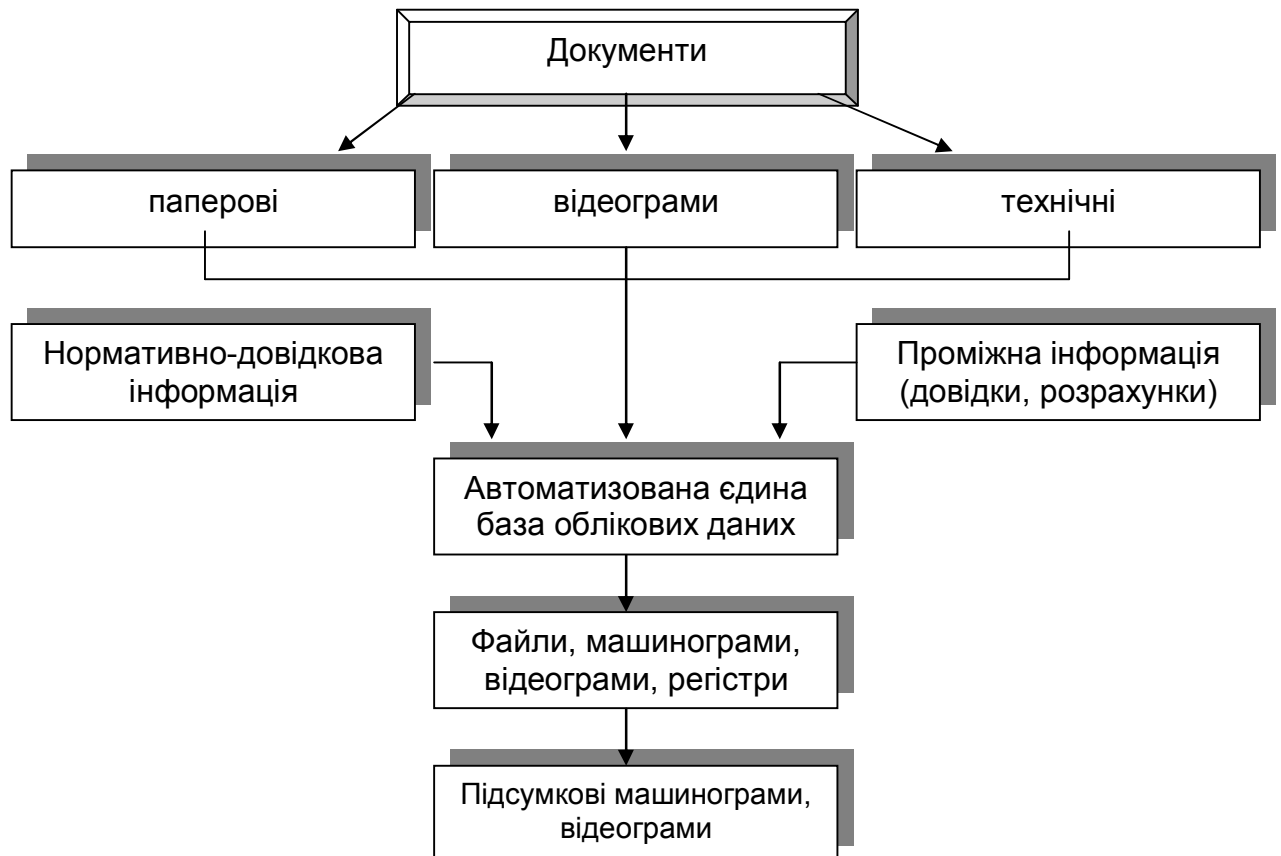 Документи
паперові
відеограми
технічні
Нормативно-довідкова
інформація
Проміжна інформація
(довідки, розрахунки)
Автоматизована єдина
база облікових даних
Файли, машинограми,
відеограми, регістри
Підсумкові машинограми,
відеограми